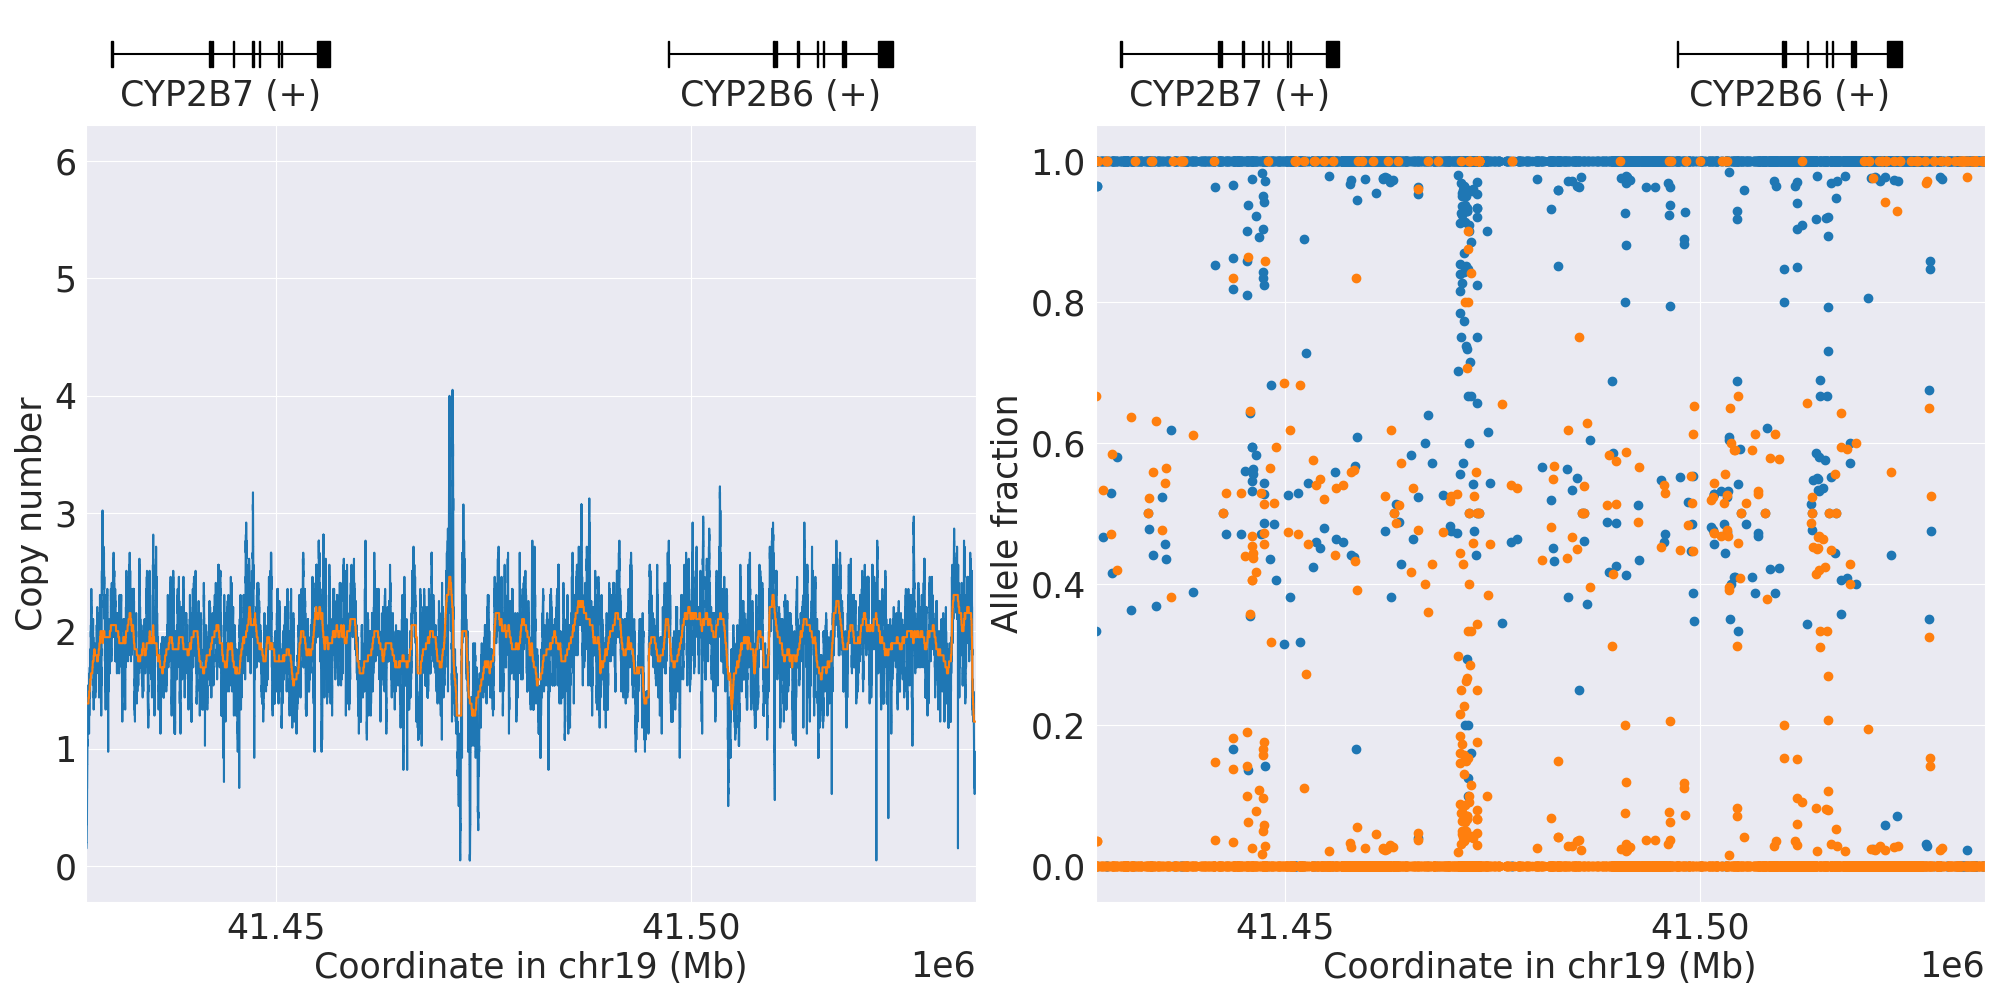 CYP2B7 (+)
CYP2B6 (+)
CYP2B7 (+)
CYP2B6 (+)
6
5
4
3
2
1
0
Copy number
41.45
41.50
Coordinate in chr19 (Mb)
1e6
1.0
0.8
0.6
0.4
0.2
0.0
Allele fraction
41.45
41.50
Coordinate in chr19 (Mb)
1e6